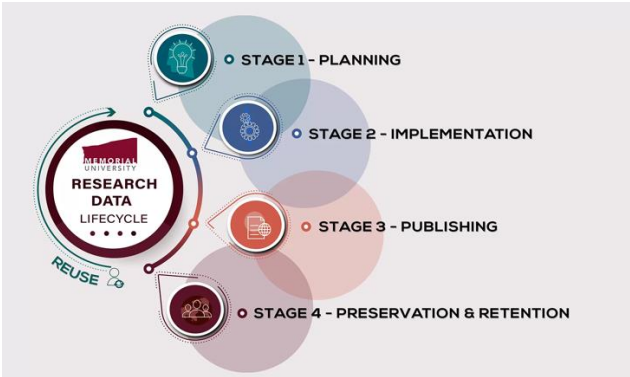 STAGE 1 - PLANNING
STAGE 2 - IMPLEMENTATION
MEMORIAL
UNIVERSITY
RESEARCH
DATA
LIFECYCLE
STAGE 3 - PUBLISHING
REUSE
STAGE 4 - PRESERVATION & RETENTION